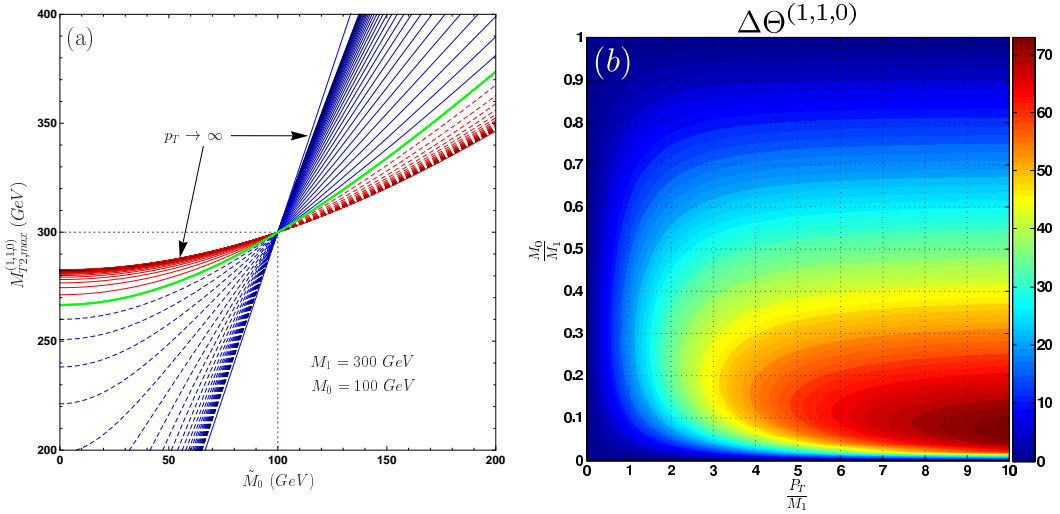 (a)
400
350
300
250
200
M_{T2,max}^{(1,1,0)} (GeV)
p_T → ∞
M_1 = 300 GeV
M_0 = 100 GeV
0 50 100 150 200
M̃_0 (GeV)
ΔΘ^{(1,1,0)}
(b)
1
0.9
0.8
0.7
0.6
0.5
0.4
0.3
0.2
0.1
0
M_0
M_1
0 1 2 3 4 5 6 7 8 9 10
P_T
M_1
70
60
50
40
30
20
10
0